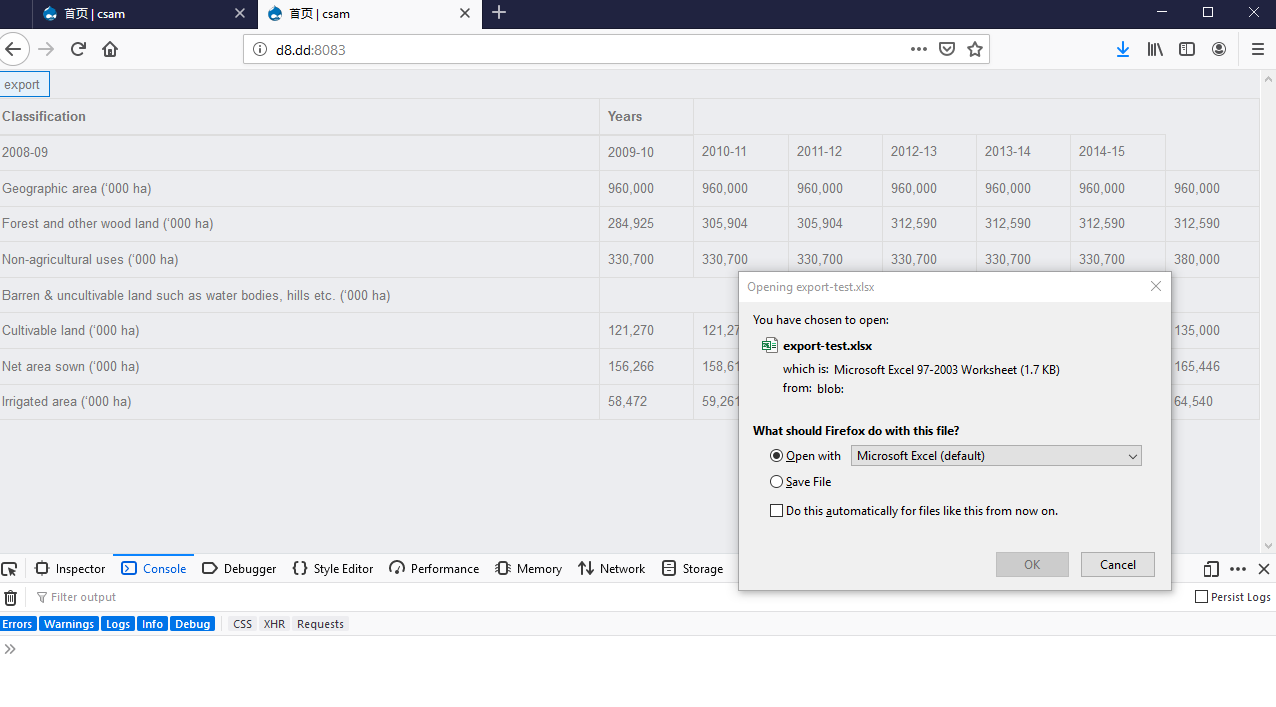 首页 | csam
首页 | csam
d8.dd:8083
export
Classification Years
2008-09 2009-10 2010-11 2011-12 2012-13 2013-14 2014-15
Geographic area (‘000 ha) 960,000 960,000 960,000 960,000 960,000 960,000 960,000
Forest and other wood land (‘000 ha) 284,925 305,904 305,904 312,590 312,590 312,590 312,590
Non-agricultural uses (‘000 ha) 330,700 330,700 330,700 330,700 330,700 330,700 380,000
Barren & uncultivable land such as water bodies, hills etc. (‘000 ha)
Cultivable land (‘000 ha) 121,270 121,27 135,000
Net area sown (‘000 ha) 156,266 158,61 165,446
Irrigated area (‘000 ha) 58,472 59,261 64,540
Opening export-test.xlsx
You have chosen to open:
export-test.xlsx
which is: Microsoft Excel 97-2003 Worksheet (1.7 KB)
from: blob:
What should Firefox do with this file?
Open with Microsoft Excel (default)
Save File
Do this automatically for files like this from now on.
OK Cancel
Inspector Console Debugger Style Editor Performance Memory Network Storage
Filter output Persist Logs
Errors Warnings Logs Info Debug CSS XHR Requests